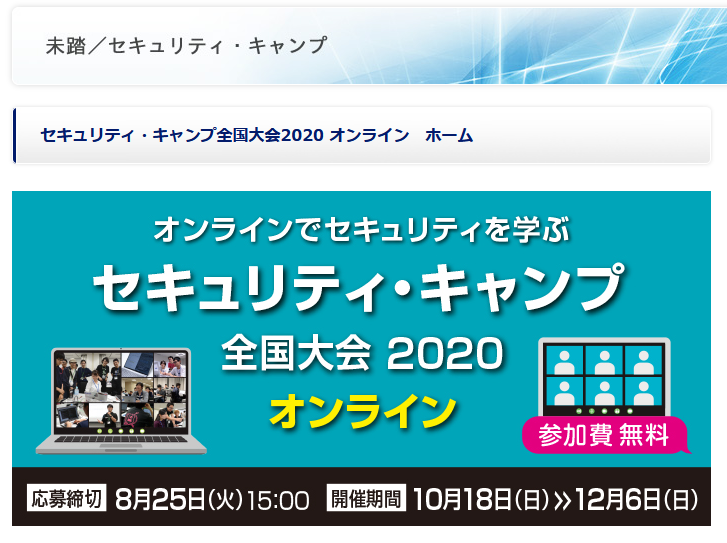 未踏／セキュリティ・キャンプ
セキュリティ・キャンプ全国大会2020 オンライン　ホーム
オンラインでセキュリティを学ぶ
セキュリティ・キャンプ
全国大会 2020
オンライン
参加費 無料
応募締切 8月25日(火)15:00 開催期間 10月18日(日)≫12月6日(日)